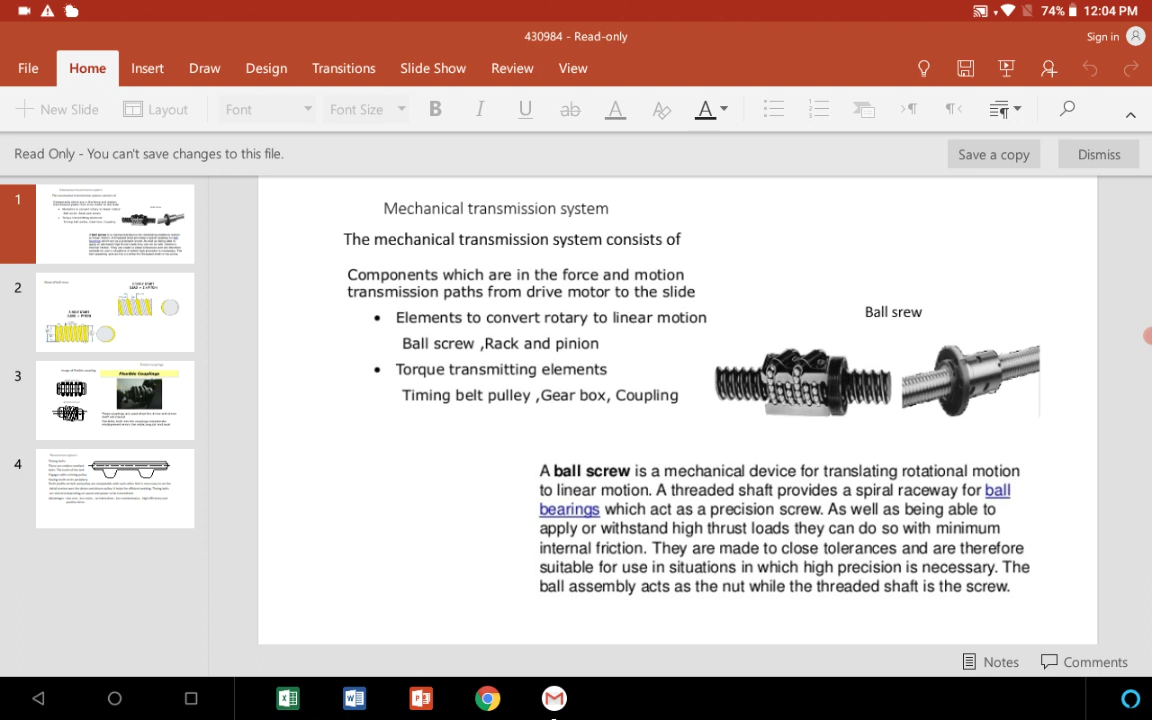 74% 12:04 PM
430984 - Read-only
Sign in
File Home Insert Draw Design Transitions Slide Show Review View
New Slide Layout Font Font Size B I U ab A A A
Read Only - You can't save changes to this file.
Save a copy Dismiss
1
2
3
Flexible Couplings
4
Mechanical transmission system
The mechanical transmission system consists of
Components which are in the force and motion
transmission paths from drive motor to the slide
• Elements to convert rotary to linear motion
Ball screw ,Rack and pinion
• Torque transmitting elements
Timing belt pulley ,Gear box, Coupling
Ball srew
A ball screw is a mechanical device for translating rotational motion
to linear motion. A threaded shaft provides a spiral raceway for ball
bearings which act as a precision screw. As well as being able to
apply or withstand high thrust loads they can do so with minimum
internal friction. They are made to close tolerances and are therefore
suitable for use in situations in which high precision is necessary. The
ball assembly acts as the nut while the threaded shaft is the screw.
Notes Comments